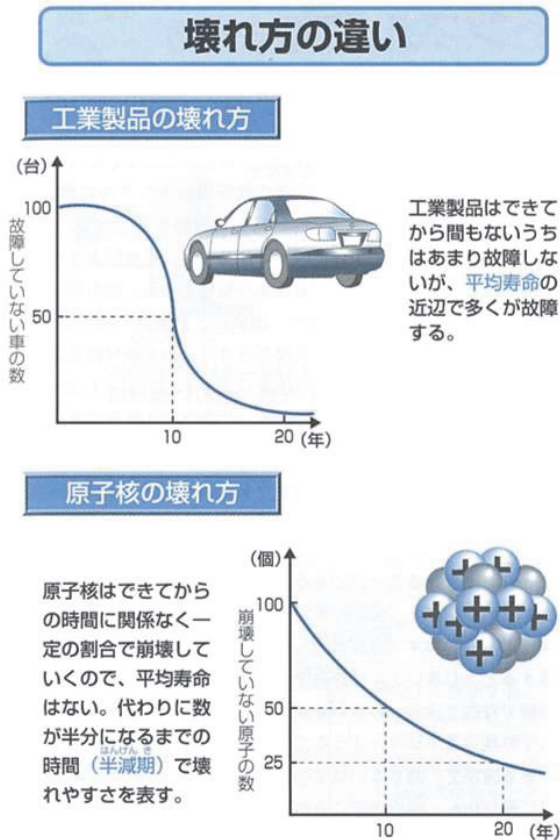 壊れ方の違い
工業製品の壊れ方
(台)
100
50
10
20
(年)
故障していない車の数
工業製品はできて
から間もないうち
はあまり故障しな
いが、平均寿命の
近辺で多くが故障
する。
原子核の壊れ方
原子核はできてから
の時間に関係なく一
定の割合で崩壊して
いくので、平均寿命
はない。代わりに数
が半分になるまでの
はんげんき
時間（半減期）で壊
れやすさを表す。
(個)
100
50
25
10
20
(年)
崩壊していない原子の数
+
+
+
+
+
+
+
+